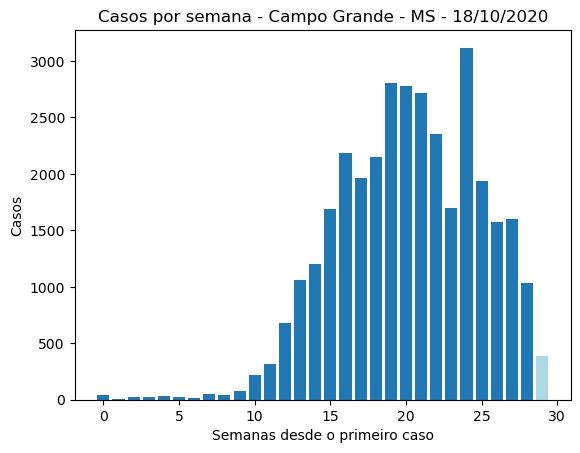 Casos por semana - Campo Grande - MS - 18/10/2020
3000
2500
2000
1500
1000
500
0
Casos
0 5 10 15 20 25 30
Semanas desde o primeiro caso